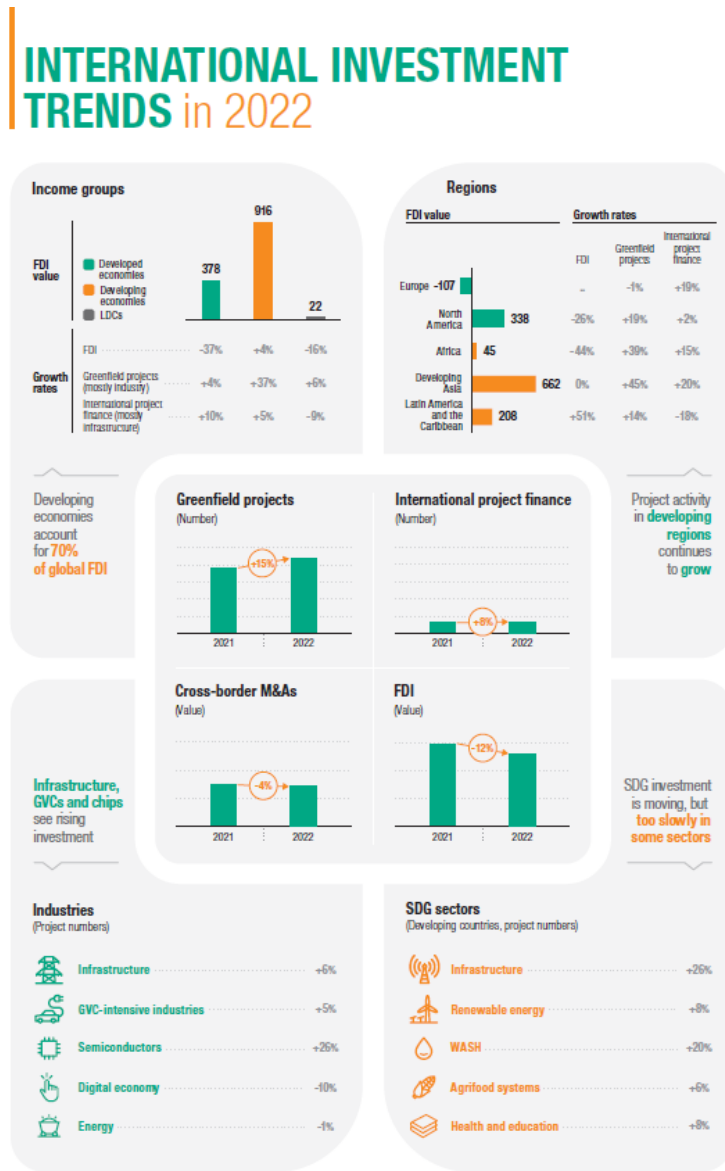 INTERNATIONAL INVESTMENT
TRENDS in 2022
Income groups
FDI
value
Developed
economies
Developing
economies
LDCs
378
916
22
Growth
rates
FDI -37% +4% -16%
Greenfield projects
(mostly industry)
+4% +37% +6%
International project
finance (mostly
infrastructure)
+10% +5% -9%
Developing
economies
account
for 70%
of global FDI
Regions
FDI value
Growth rates
FDI
Greenfield
projects
International
project
finance
Europe -107 – -1% +19%
North
America
338 -26% +19% +2%
Africa 45 -44% +39% +15%
Developing
Asia
662 0% +45% +20%
Latin America
and the
Caribbean
208 +51% +14% -18%
Project activity
in developing
regions
continues
to grow
Greenfield projects
(Number)
+15%
2021 2022
International project finance
(Number)
+8%
2021 2022
Cross-border M&As
(Value)
-4%
2021 2022
FDI
(Value)
-12%
2021 2022
Infrastructure,
GVCs and chips
see rising
investment
SDG investment
is moving, but
too slowly in
some sectors
Industries
(Project numbers)
Infrastructure +6%
GVC-intensive industries +5%
Semiconductors +26%
Digital economy -10%
Energy -1%
SDG sectors
(Developing countries, project numbers)
Infrastructure +26%
Renewable energy +8%
WASH +20%
Agrifood systems +6%
Health and education +8%